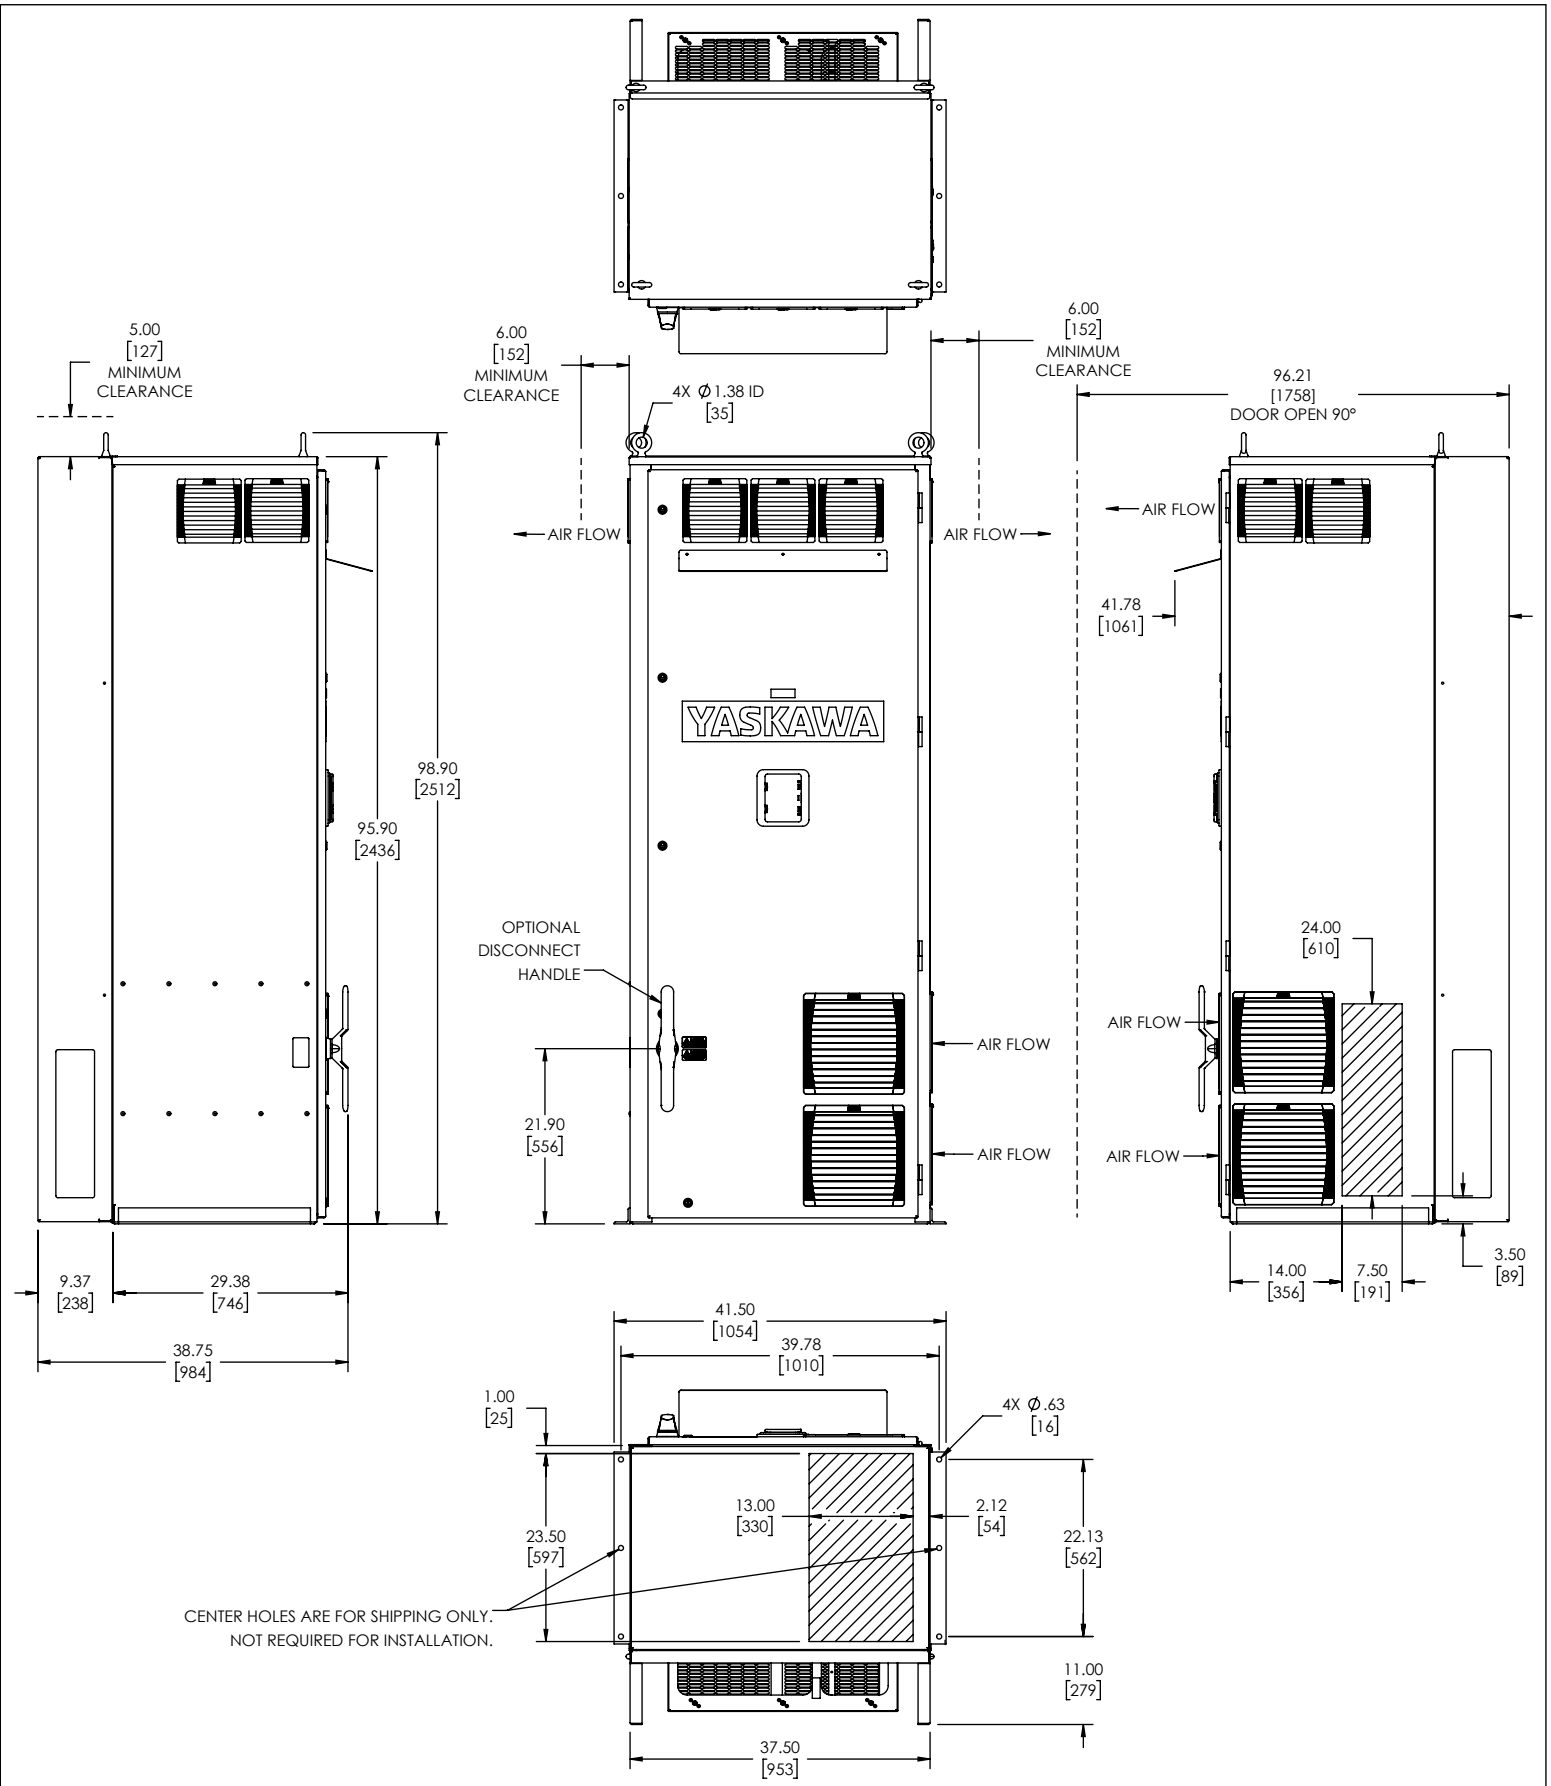 5.00
[127]
MINIMUM
CLEARANCE
6.00
[152]
MINIMUM
CLEARANCE
4X Ø 1.38 ID
[35]
6.00
[152]
MINIMUM
CLEARANCE
96.21
[1758]
DOOR OPEN 90°
AIR FLOW
AIR FLOW
AIR FLOW
41.78
[1061]
YASKAWA
98.90
[2512]
95.90
[2436]
OPTIONAL
DISCONNECT
HANDLE
24.00
[610]
AIR FLOW
AIR FLOW
21.90
[556]
AIR FLOW
AIR FLOW
9.37
[238]
29.38
[746]
38.75
[984]
14.00
[356]
7.50
[191]
3.50
[89]
41.50
[1054]
39.78
[1010]
1.00
[25]
4X Ø .63
[16]
13.00
[330]
2.12
[54]
23.50
[597]
22.13
[562]
CENTER HOLES ARE FOR SHIPPING ONLY.
NOT REQUIRED FOR INSTALLATION.
11.00
[279]
37.50
[953]